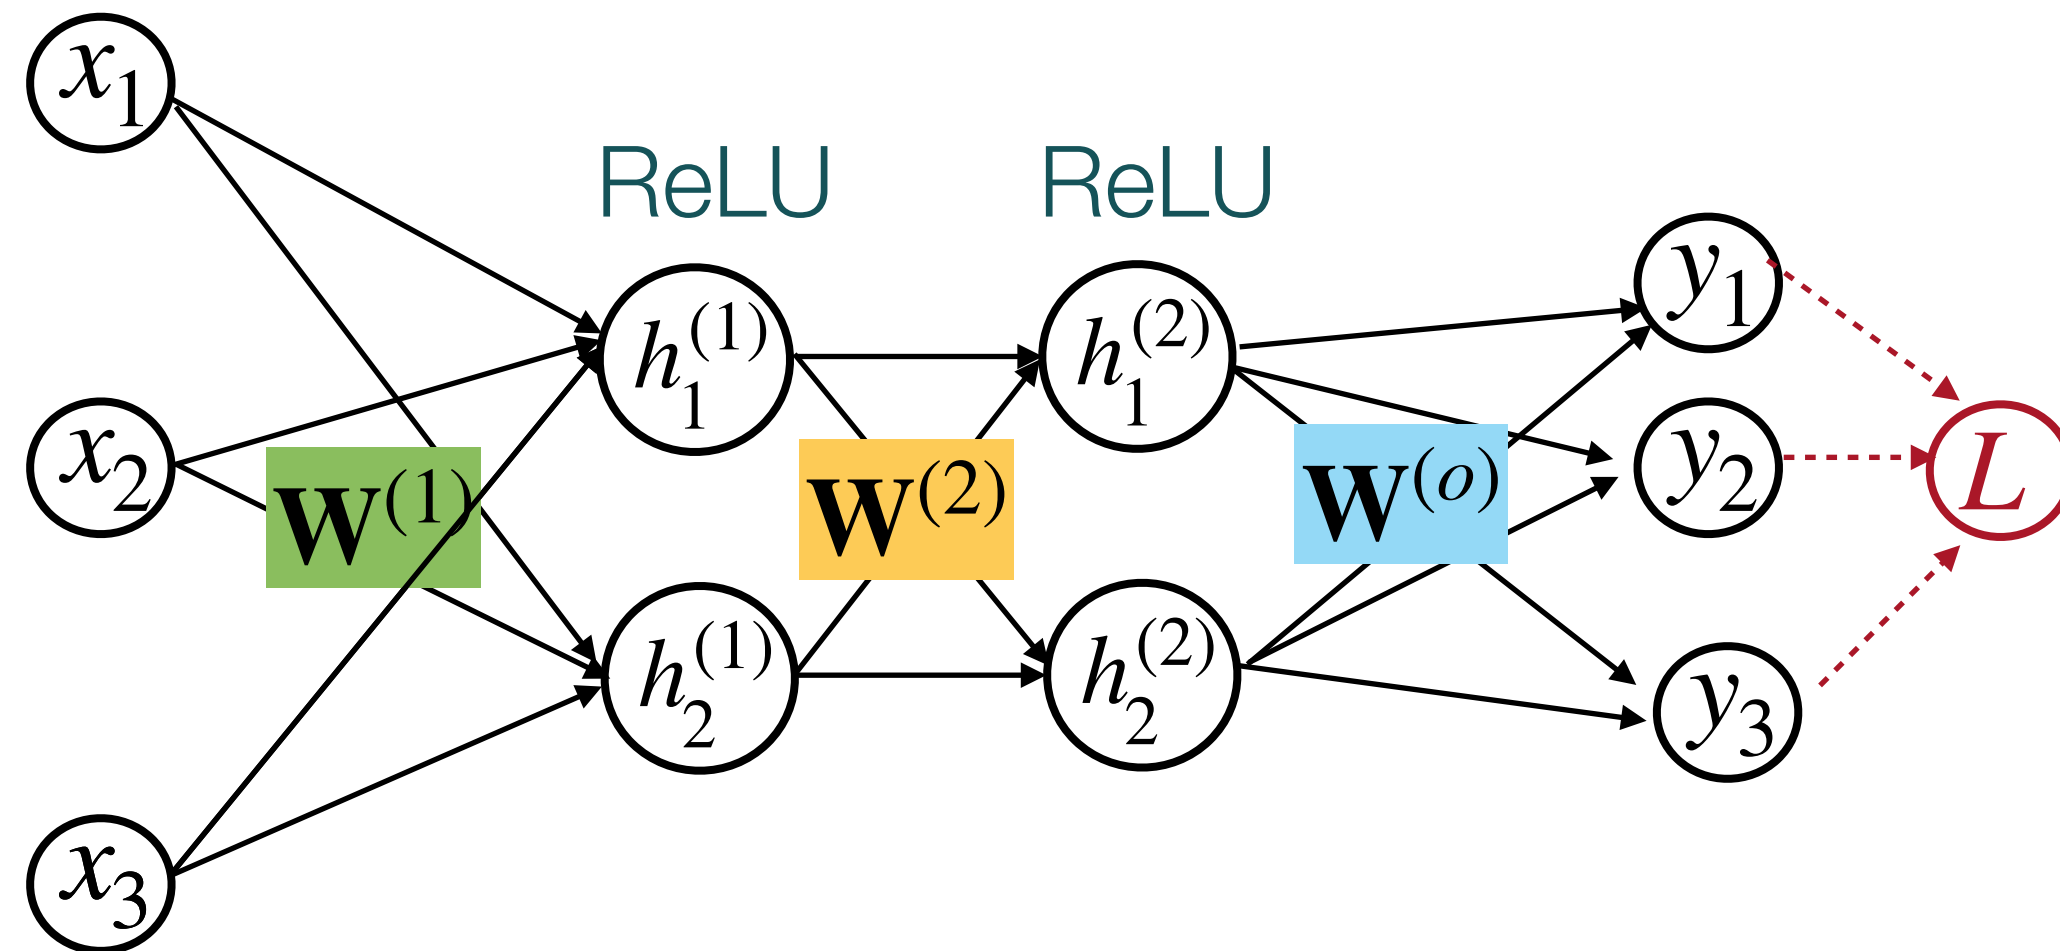 x₁
x₂
x₃
W⁽¹⁾
ReLU
h₁⁽¹⁾
h₂⁽¹⁾
W⁽²⁾
ReLU
h₁⁽²⁾
h₂⁽²⁾
W⁽ᵒ⁾
y₁
y₂
y₃
L